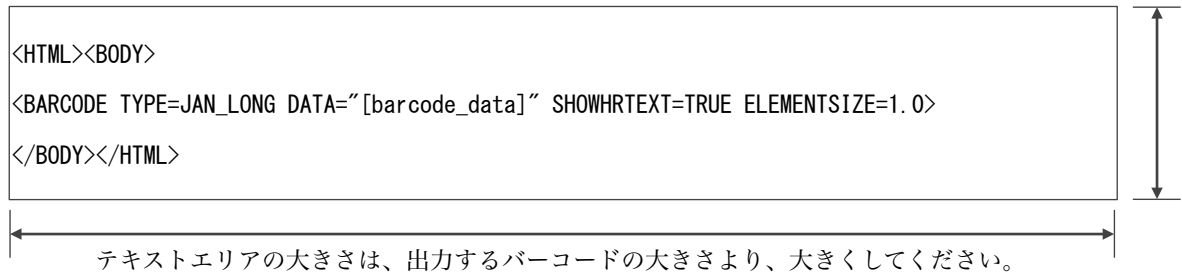 <HTML><BODY>
<BARCODE TYPE=JAN_LONG DATA="[barcode_data]" SHOWHRTEXT=TRUE ELEMENTSIZE=1.0>
</BODY></HTML>
テキストエリアの大きさは、出力するバーコードの大きさより、大きくしてください。